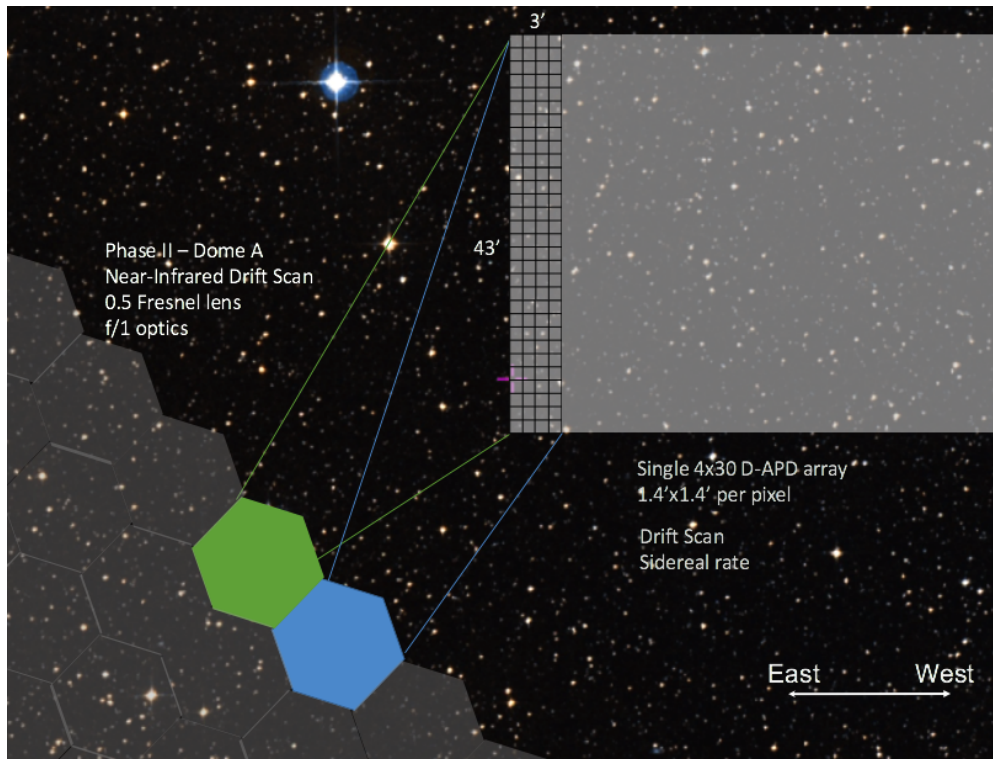 3’
43’
Phase II – Dome A
Near-Infrared Drift Scan
0.5 Fresnel lens
f/1 optics
Single 4x30 D-APD array
1.4’x1.4’ per pixel
Drift Scan
Sidereal rate
East
West